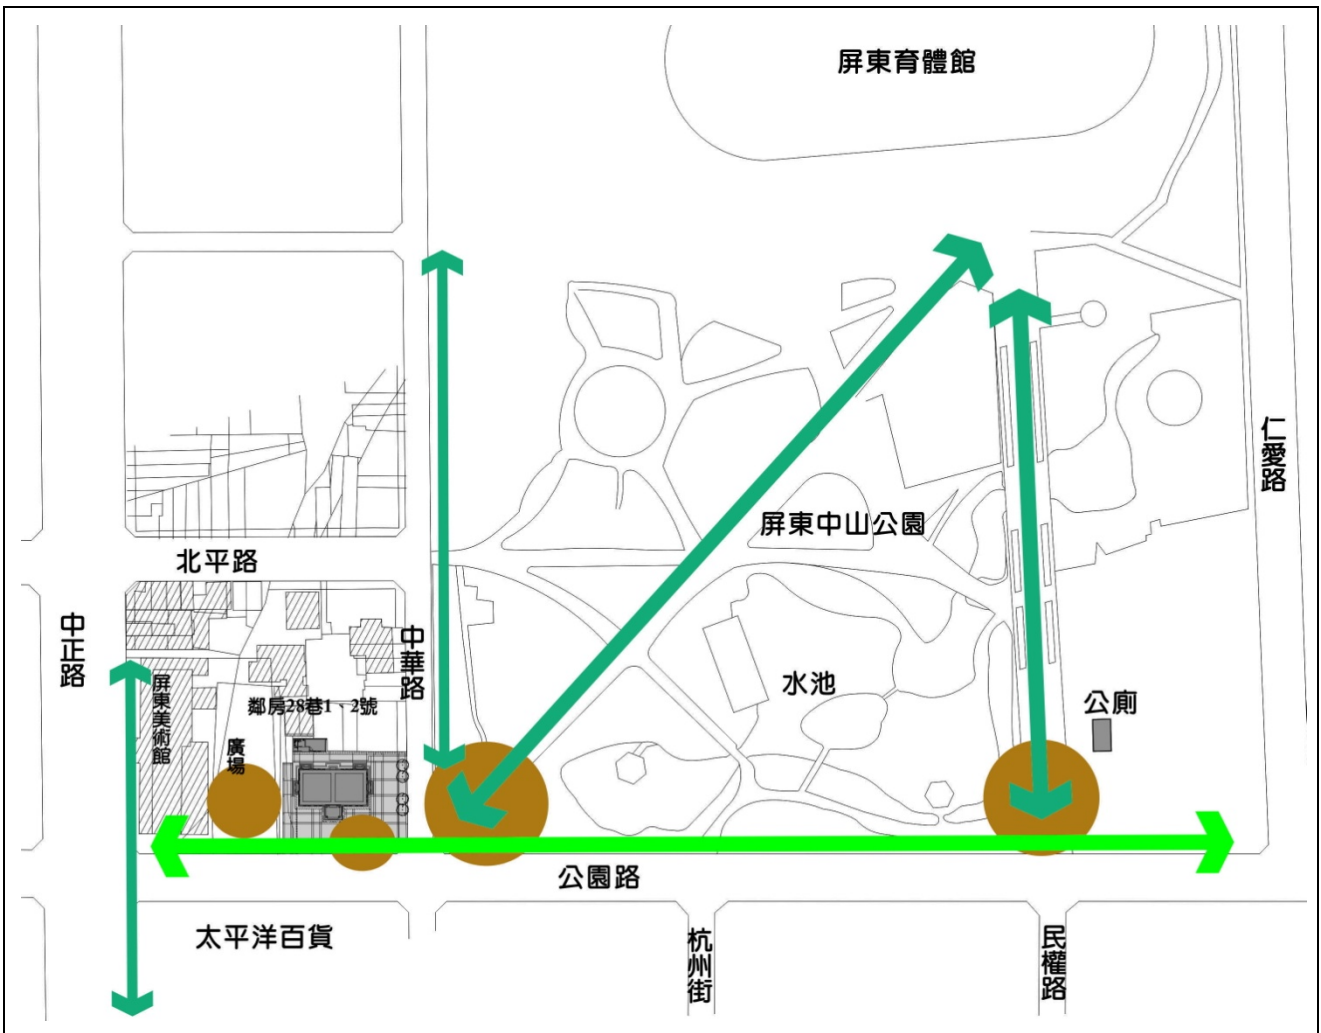 屏東育體館
仁愛路
屏東中山公園
北平路
中正路
中華路
屏東美術館
鄰房28巷1、2號
廣場
水池
公廁
公園路
太平洋百貨
杭州街
民權路